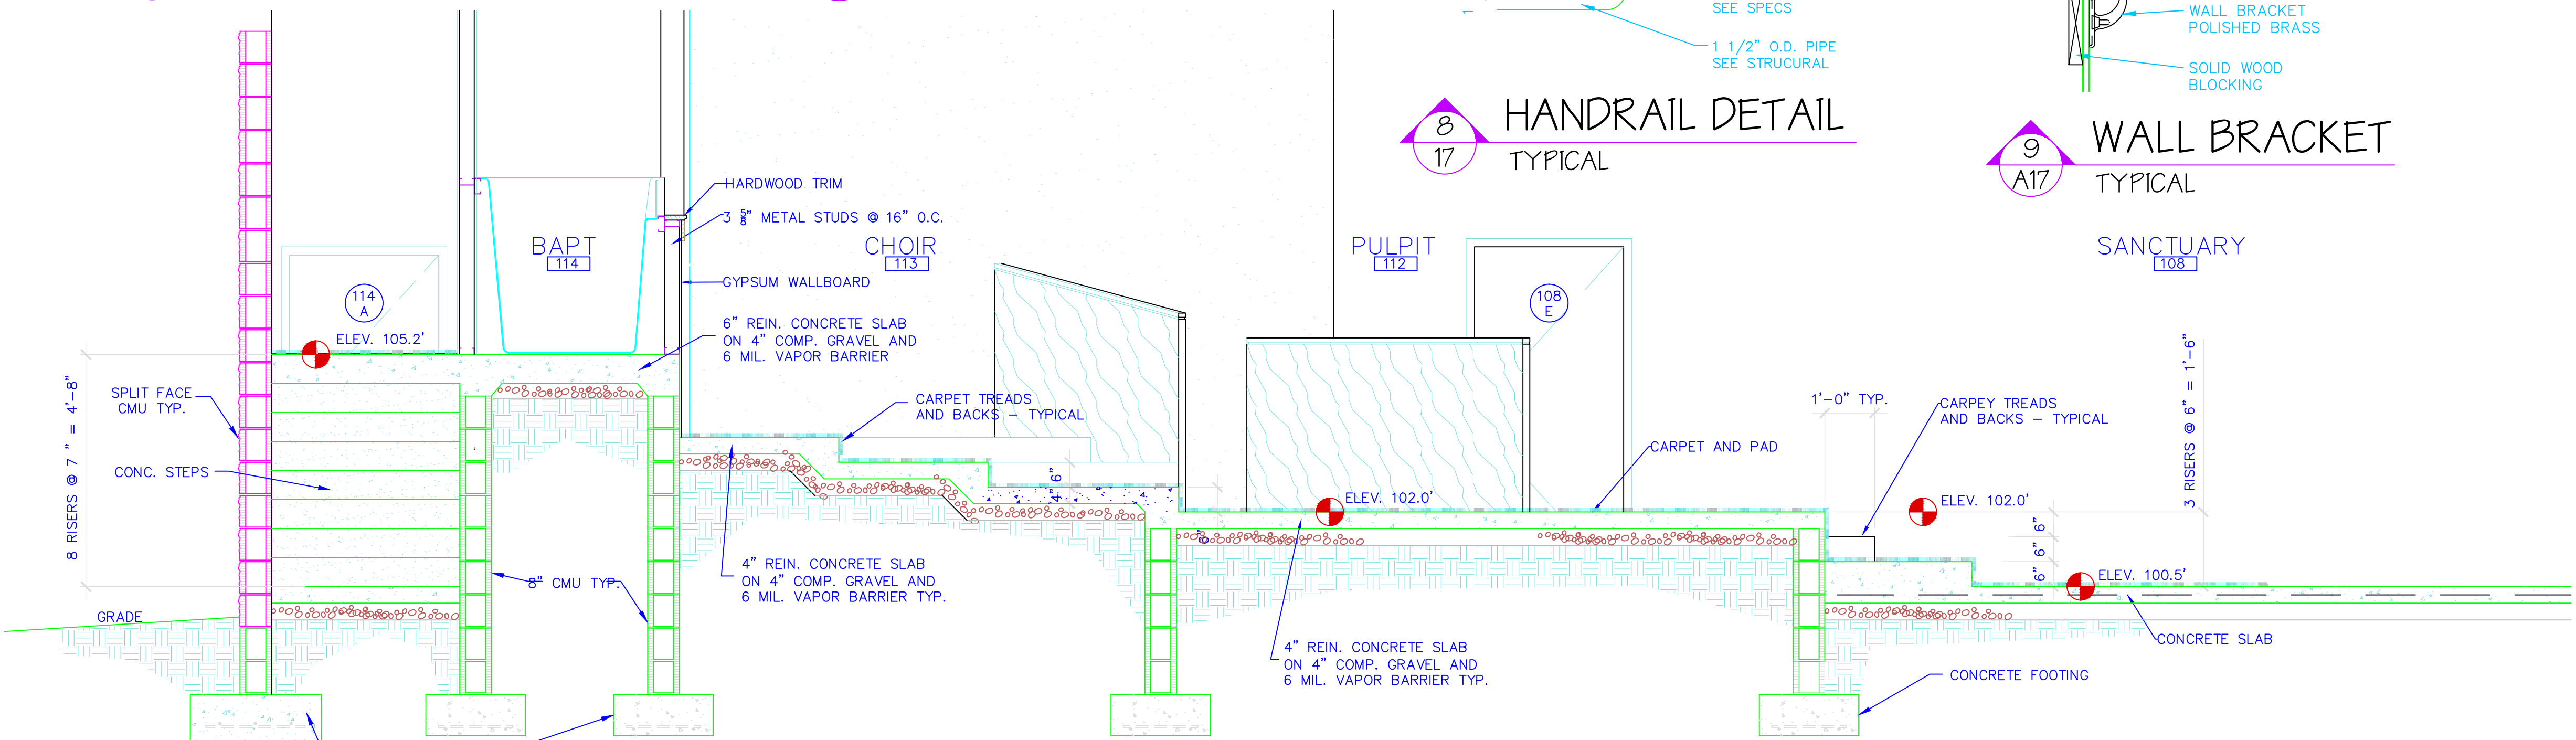 SEE SPECS
1 1/2" O.D. PIPE
SEE STRUCURAL
8
17
HANDRAIL DETAIL
TYPICAL
WALL BRACKET
POLISHED BRASS
SOLID WOOD
BLOCKING
9
A17
WALL BRACKET
TYPICAL
HARDWOOD TRIM
3 5/8" METAL STUDS @ 16" O.C.
BAPT
114
CHOIR
113
PULPIT
112
SANCTUARY
108
GYPSUM WALLBOARD
114
A
108
E
ELEV. 105.2'
6" REIN. CONCRETE SLAB
ON 4" COMP. GRAVEL AND
6 MIL. VAPOR BARRIER
8 RISERS @ 7 " = 4'-8"
SPLIT FACE
CMU TYP.
CARPET TREADS
AND BACKS - TYPICAL
1'-0" TYP.
CARPEY TREADS
AND BACKS - TYPICAL
3 RISERS @ 6" = 1'-6"
CARPET AND PAD
CONC. STEPS
4" 6"
6"
ELEV. 102.0'
ELEV. 102.0'
6" 6" 6"
ELEV. 100.5'
8" CMU TYP.
4" REIN. CONCRETE SLAB
ON 4" COMP. GRAVEL AND
6 MIL. VAPOR BARRIER TYP.
GRADE
4" REIN. CONCRETE SLAB
ON 4" COMP. GRAVEL AND
6 MIL. VAPOR BARRIER TYP.
CONCRETE SLAB
CONCRETE FOOTING